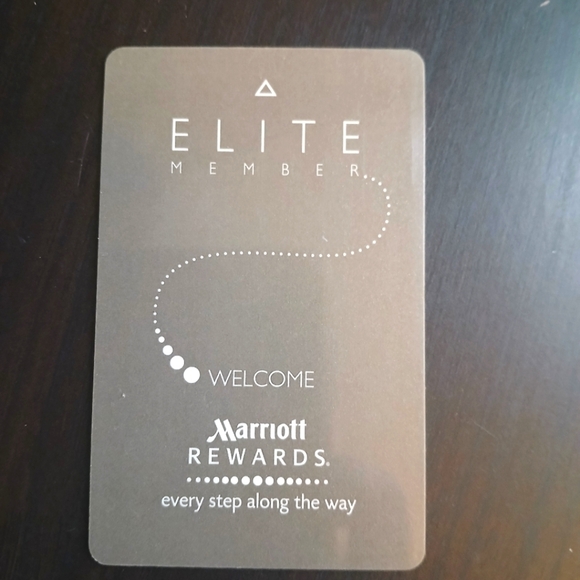 ELITE
MEMBER
WELCOME
Marriott
REWARDS®
every step along the way